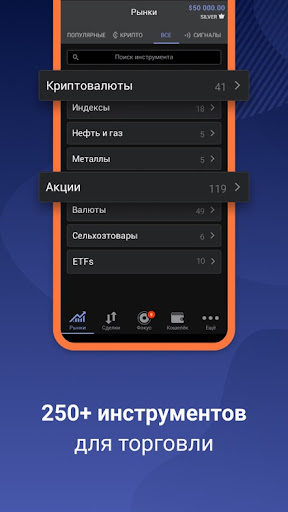 Рынки
$50 000.00
SILVER
ПОПУЛЯРНЫЕ
КРИПТО
ВСЕ
СИГНАЛЫ
Поиск инструмента
Криптовалюты 41
Индексы 18
Нефть и газ 5
Металлы 5
Акции 119
Валюты 49
Сельхозтовары 6
ETFs 10
Рынки
Сделки
Фокус
6
Кошелёк
Ещё
250+ инструментов
для торговли